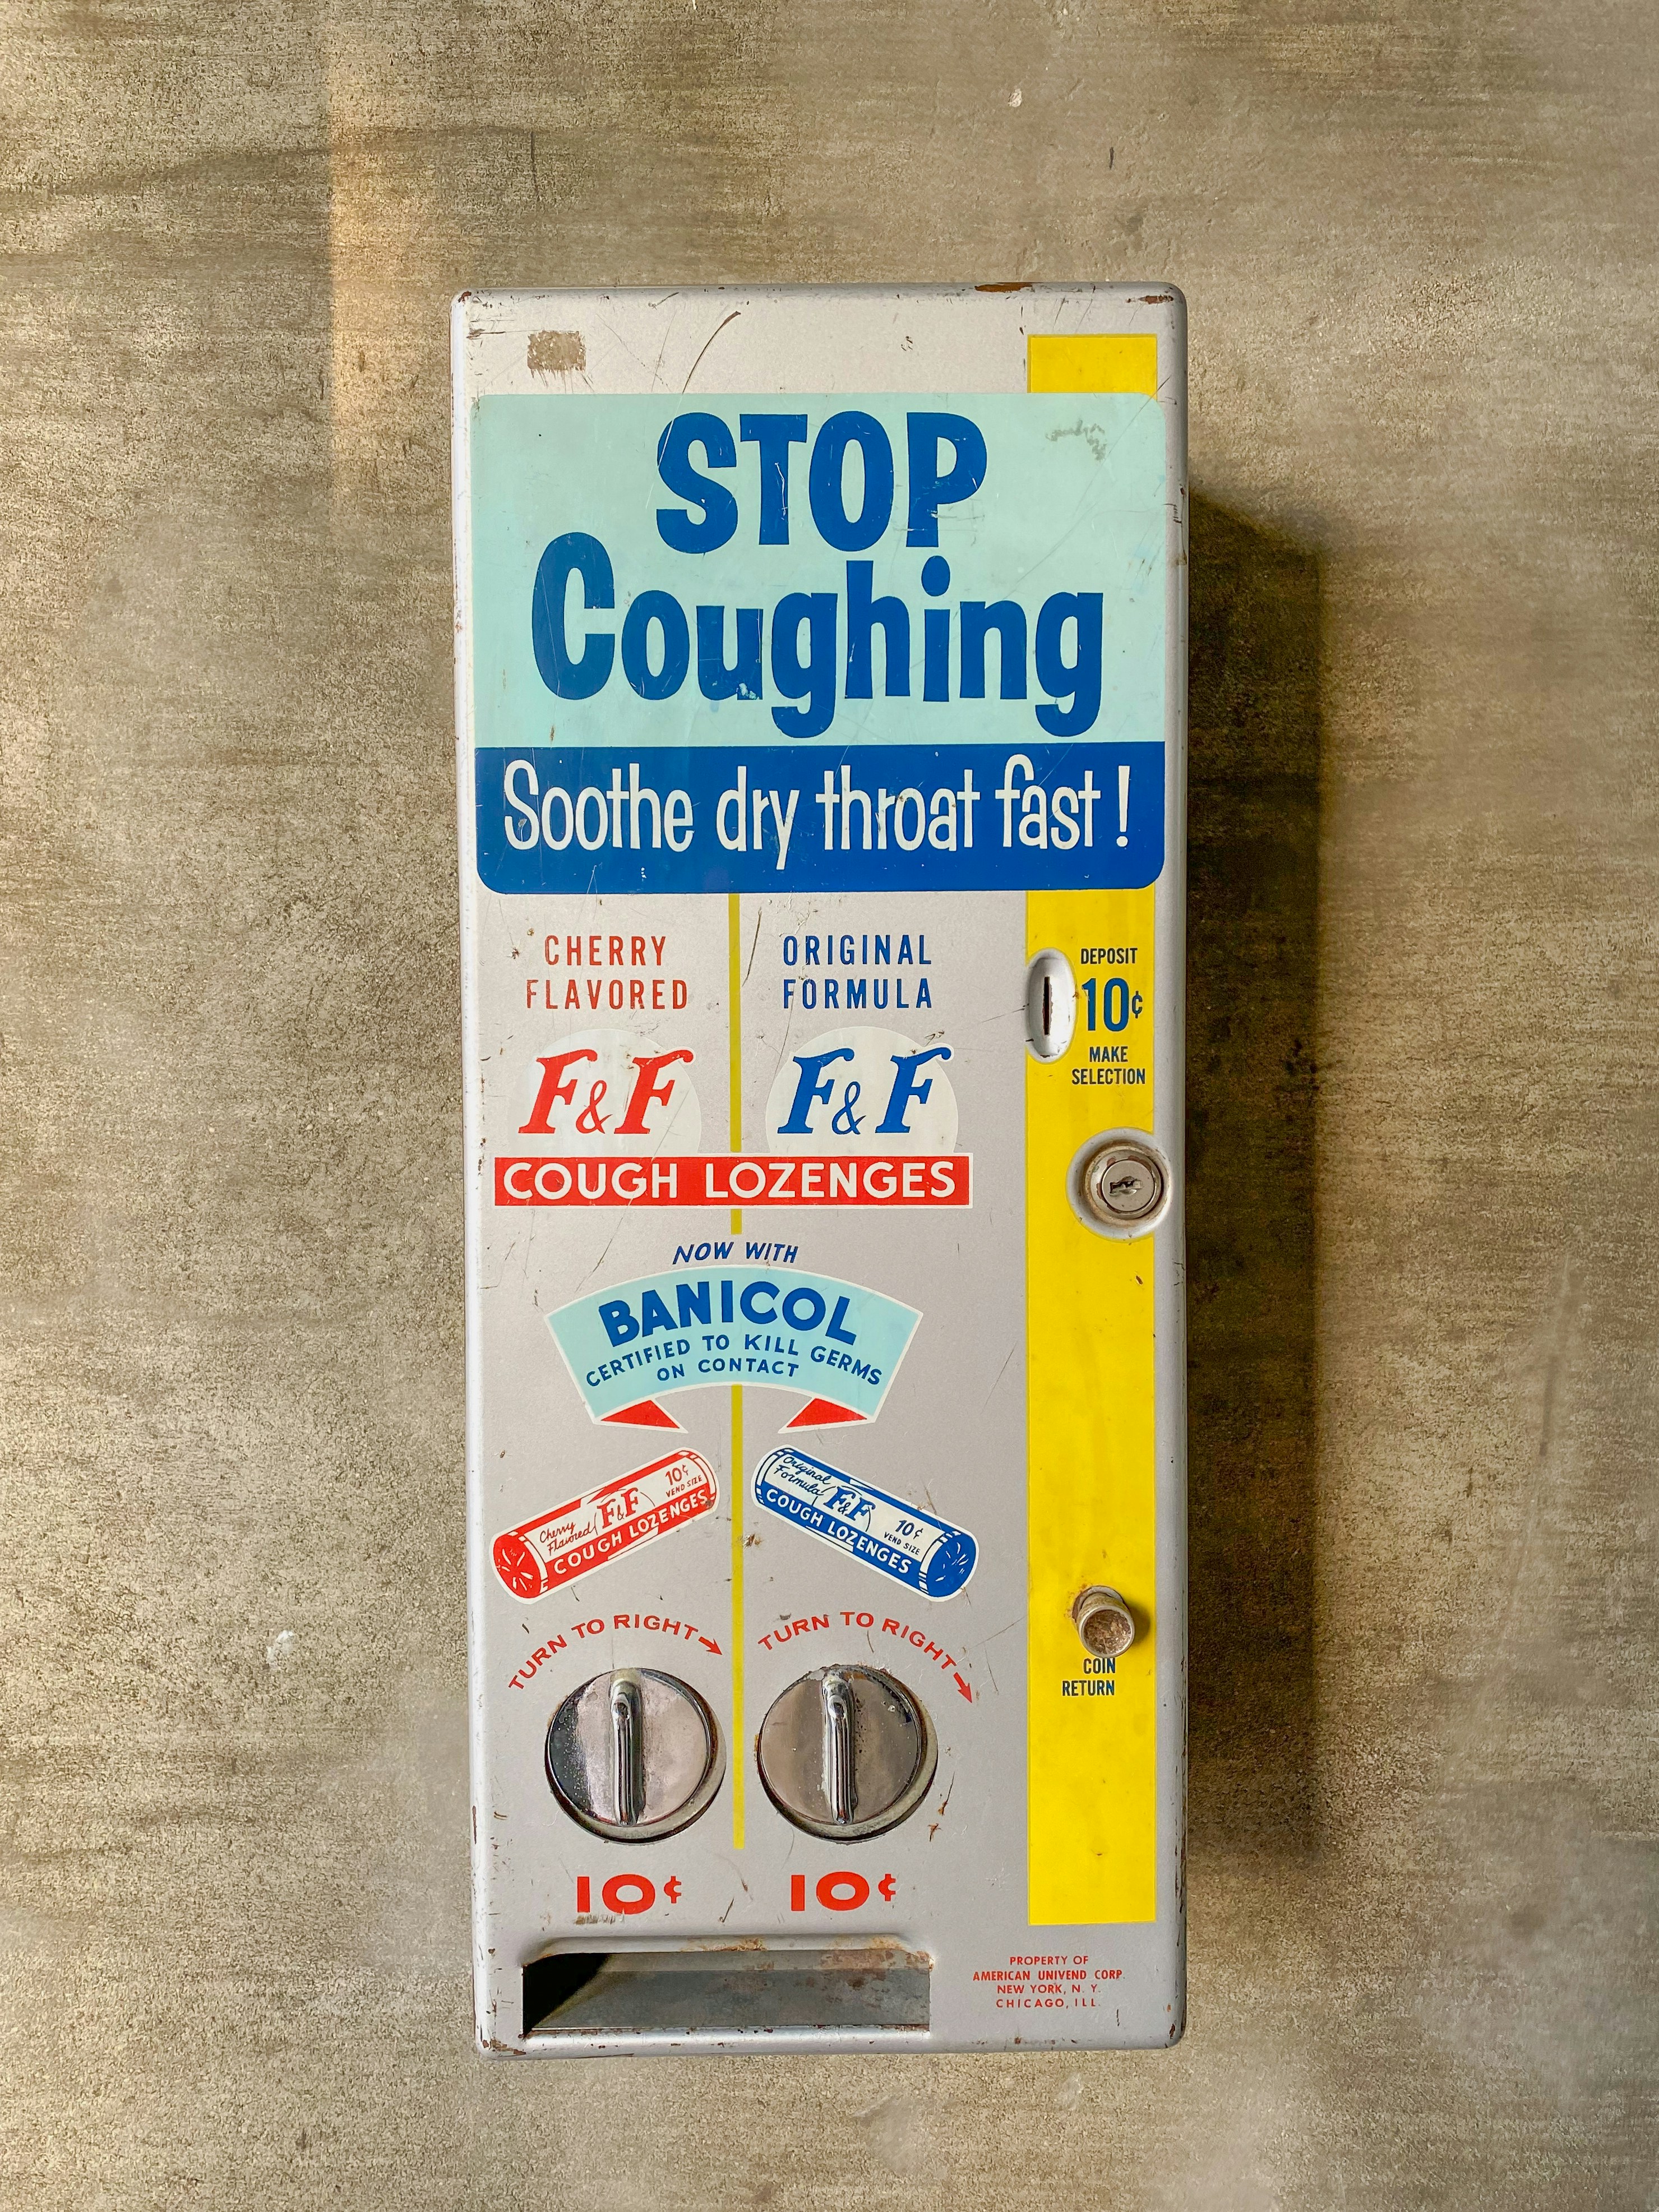 STOP
Coughing
Soothe dry throat fast!
CHERRY
FLAVORED
F&F
ORIGINAL
FORMULA
F&F
COUGH LOZENGES
DEPOSIT
10¢
MAKE
SELECTION
NOW WITH
BANICOL
CERTIFIED TO KILL GERMS
ON CONTACT
Cherry
Flavored
F&F
10¢
VEND SIZE
COUGH LOZENGES
Original
Formula
F&F
10¢
VEND SIZE
COUGH LOZENGES
TURN TO RIGHT
TURN TO RIGHT
COIN
RETURN
10¢
10¢
PROPERTY OF
AMERICAN UNIVEND CORP.
NEW YORK, N. Y.
CHICAGO, ILL.